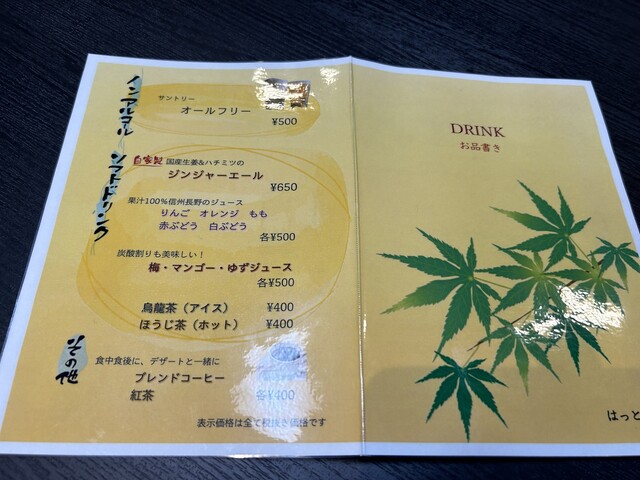 ノンアルコール
サントリー
オールフリー
¥500
ソフトドリンク
自家製 国産生姜&ハチミツの
ジンジャーエール
¥650
果汁100%信州長野のジュース
りんご オレンジ もも
赤ぶどう 白ぶどう
各¥500
炭酸割りも美味しい!
梅・マンゴー・ゆずジュース
各¥500
烏龍茶(アイス) ¥400
ほうじ茶(ホット) ¥400
その他
食中食後に、デザートと一緒に
ブレンドコーヒー
紅茶 各¥400
表示価格は全て税抜き価格です
DRINK
お品書き
はっと